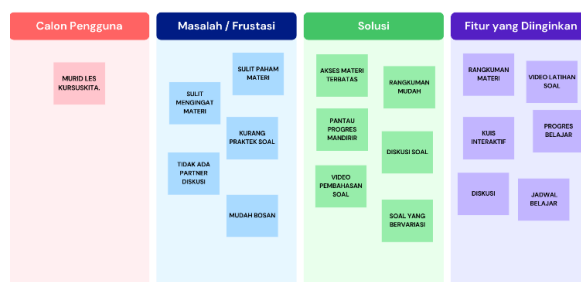 Calon Pengguna
MURID LES
KURSUSKITA.
Masalah / Frustasi
SULIT PAHAM
MATERI
SULIT
MENGINGAT
MATERI
KURANG
PRAKTEK SOAL
TIDAK ADA
PARTNER
DISKUSI
MUDAH BOSAN
Solusi
AKSES MATERI
TERBATAS
RANGKUMAN
MUDAH
PANTAU
PROGRES
MANDIRI
DISKUSI SOAL
VIDEO
PEMBAHASAN
SOAL
SOAL YANG
BERVARIASI
Fitur yang Diinginkan
RANGKUMAN
MATERI
VIDEO LATIHAN
SOAL
KUIS
INTERAKTIF
PROGRES
BELAJAR
DISKUSI
JADWAL
BELAJAR